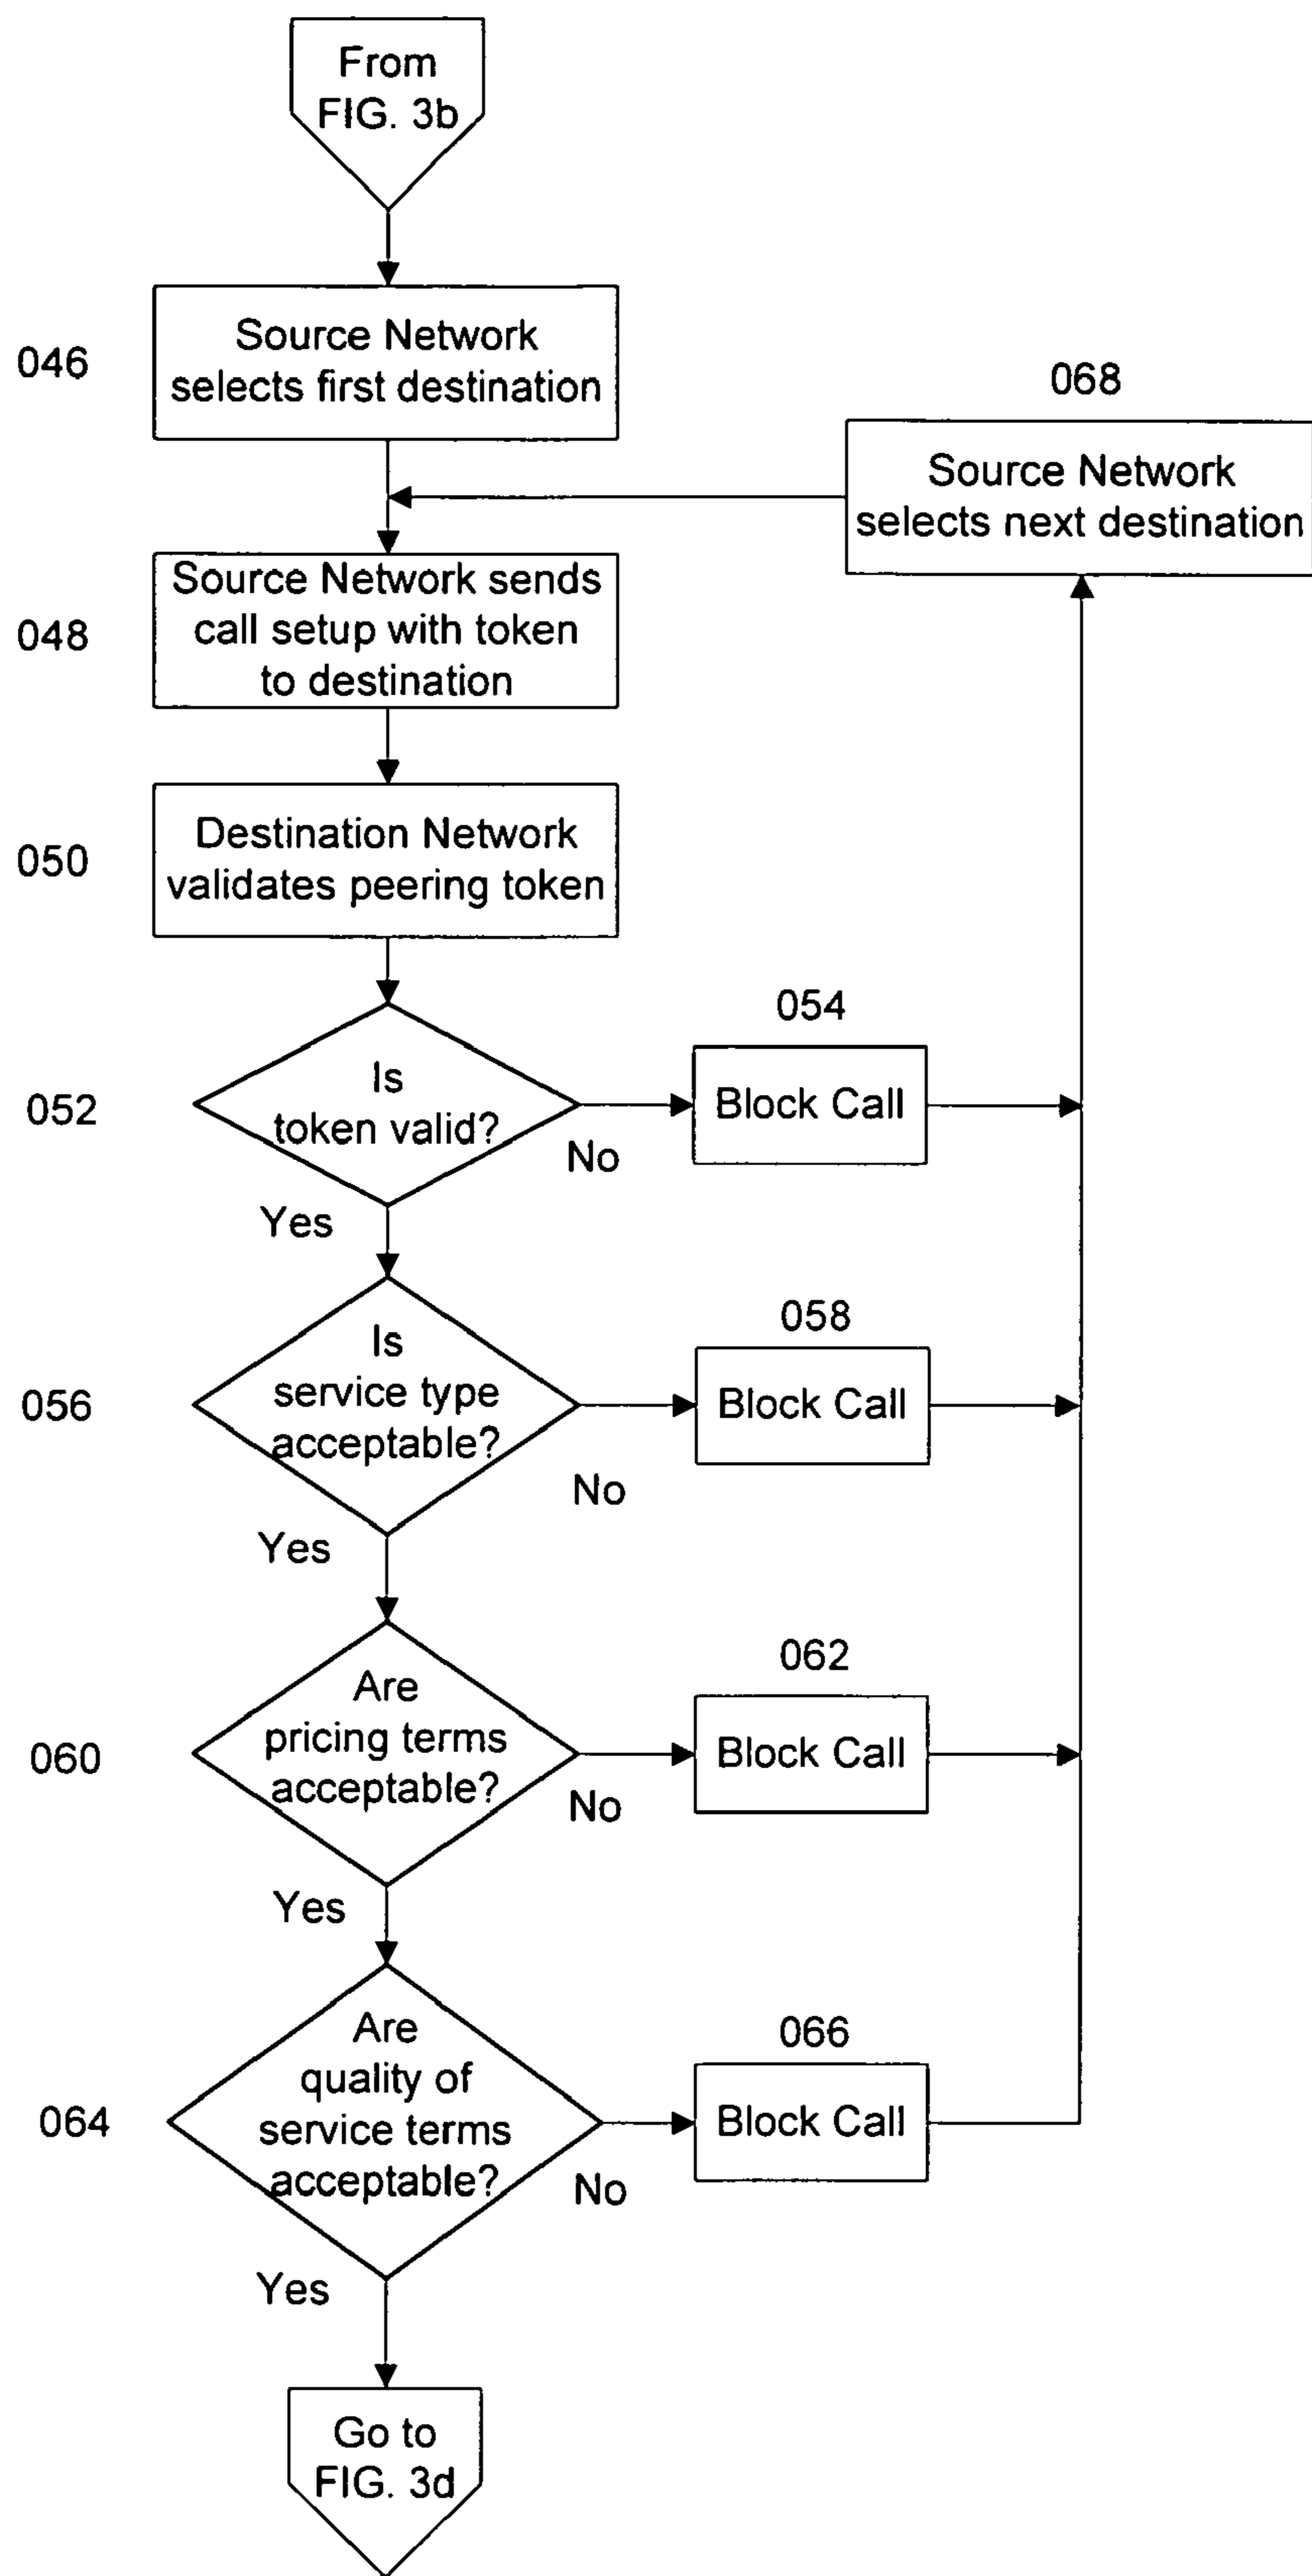 From
FIG. 3b
046
Source Network
selects first destination
068
Source Network
selects next destination
048
Source Network sends
call setup with token
to destination
050
Destination Network
validates peering token
052
Is
token valid?
No
054
Block Call
Yes
056
Is
service type
acceptable?
No
058
Block Call
Yes
060
Are
pricing terms
acceptable?
No
062
Block Call
Yes
064
Are
quality of
service terms
acceptable?
No
066
Block Call
Yes
Go to
FIG. 3d